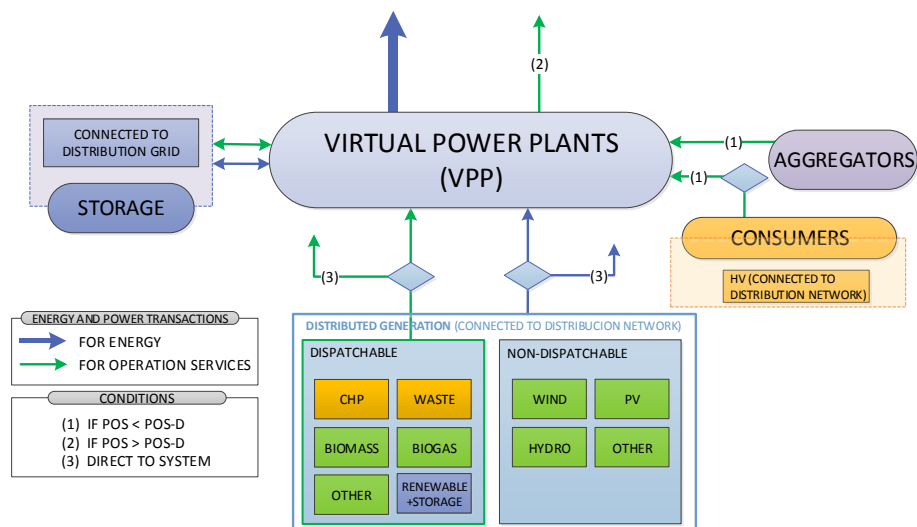 (2)
CONNECTED TO
DISTRIBUTION GRID
STORAGE
VIRTUAL POWER PLANTS
(VPP)
(1)
AGGREGATORS
(1)
CONSUMERS
HV (CONNECTED TO
DISTRIBUTION NETWORK)
(3)
(3)
ENERGY AND POWER TRANSACTIONS
FOR ENERGY
FOR OPERATION SERVICES
CONDITIONS
(1) IF POS < POS-D
(2) IF POS > POS-D
(3) DIRECT TO SYSTEM
DISTRIBUTED GENERATION (CONNECTED TO DISTRIBUCION NETWORK)
DISPATCHABLE
CHP
WASTE
BIOMASS
BIOGAS
OTHER
RENEWABLE
+STORAGE
NON-DISPATCHABLE
WIND
PV
HYDRO
OTHER